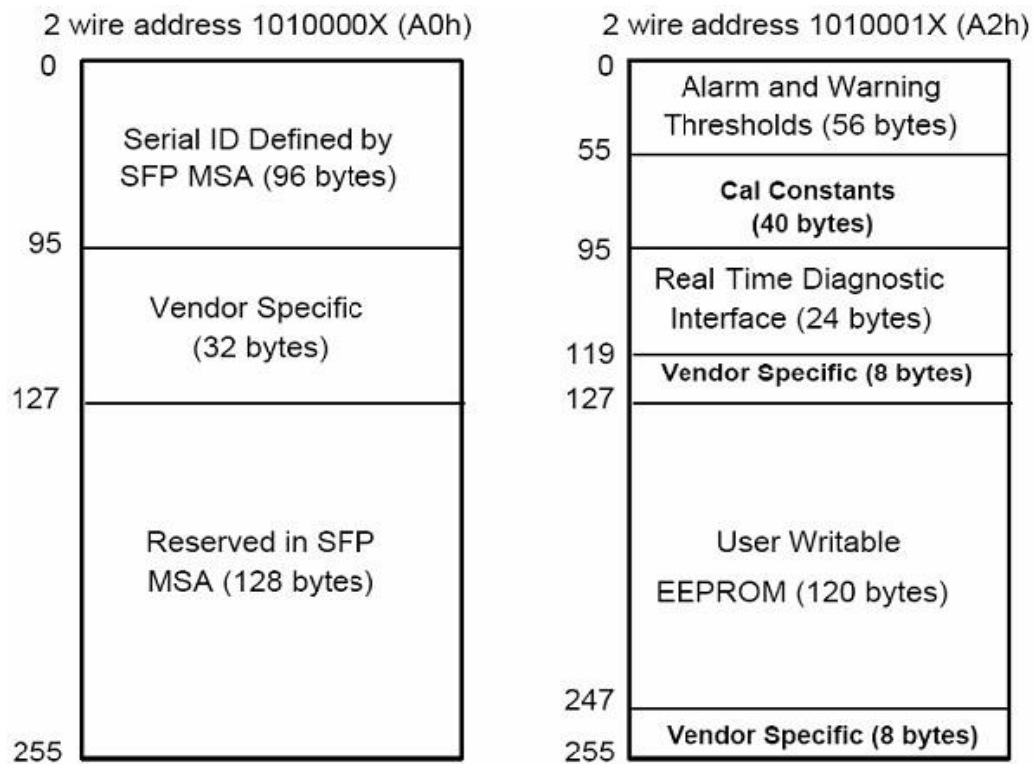 2 wire address 1010000X (A0h)
0
Serial ID Defined by
SFP MSA (96 bytes)
95
Vendor Specific
(32 bytes)
127
Reserved in SFP
MSA (128 bytes)
255
2 wire address 1010001X (A2h)
0
Alarm and Warning
Thresholds (56 bytes)
55
Cal Constants
(40 bytes)
95
Real Time Diagnostic
Interface (24 bytes)
119
Vendor Specific (8 bytes)
127
User Writable
EEPROM (120 bytes)
247
Vendor Specific (8 bytes)
255